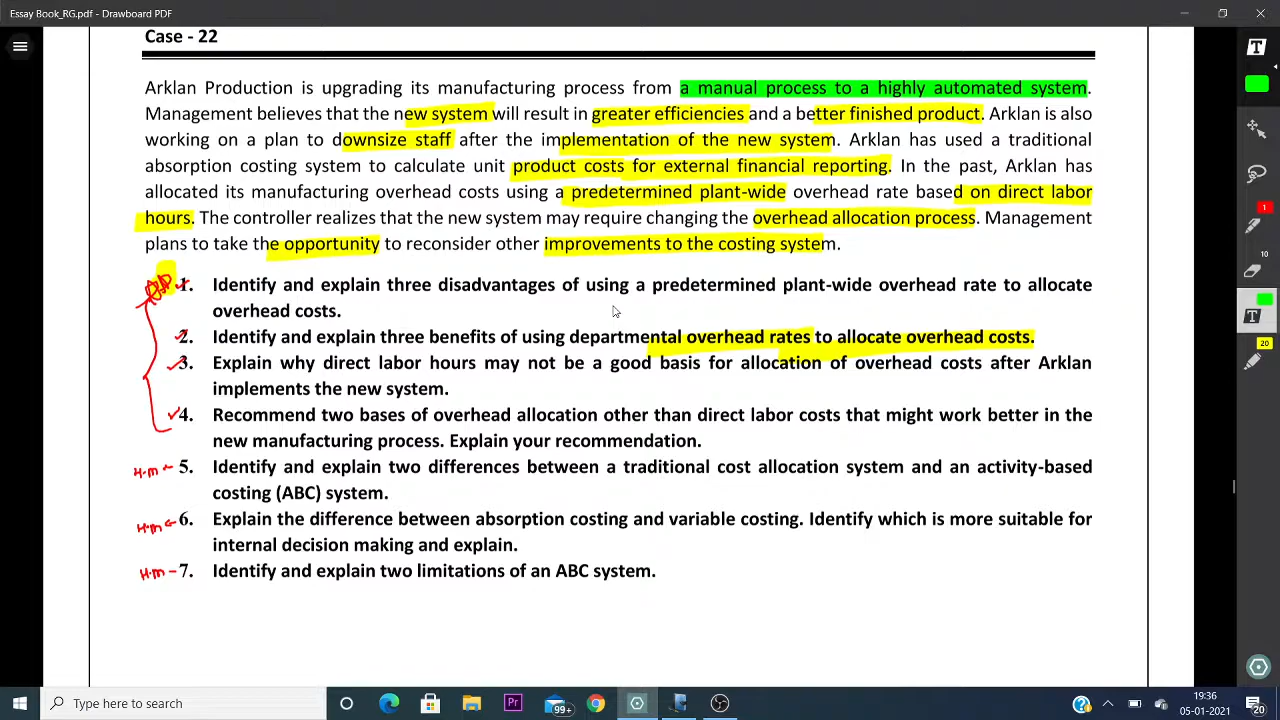 Essay Book_RG.pdf - Drawboard PDF
Case - 22
Arklan Production is upgrading its manufacturing process from a manual process to a highly automated system.
Management believes that the new system will result in greater efficiencies and a better finished product. Arklan is also
working on a plan to downsize staff after the implementation of the new system. Arklan has used a traditional
absorption costing system to calculate unit product costs for external financial reporting. In the past, Arklan has
allocated its manufacturing overhead costs using a predetermined plant-wide overhead rate based on direct labor
hours. The controller realizes that the new system may require changing the overhead allocation process. Management
plans to take the opportunity to reconsider other improvements to the costing system.
1. Identify and explain three disadvantages of using a predetermined plant-wide overhead rate to allocate
overhead costs.
2. Identify and explain three benefits of using departmental overhead rates to allocate overhead costs.
3. Explain why direct labor hours may not be a good basis for allocation of overhead costs after Arklan
implements the new system.
4. Recommend two bases of overhead allocation other than direct labor costs that might work better in the
new manufacturing process. Explain your recommendation.
H.M 5. Identify and explain two differences between a traditional cost allocation system and an activity-based
costing (ABC) system.
H.M 6. Explain the difference between absorption costing and variable costing. Identify which is more suitable for
internal decision making and explain.
H.M - 7. Identify and explain two limitations of an ABC system.
T
1
10
T
20
Type here to search
Pr
99+
19:36
05-01-2021
20